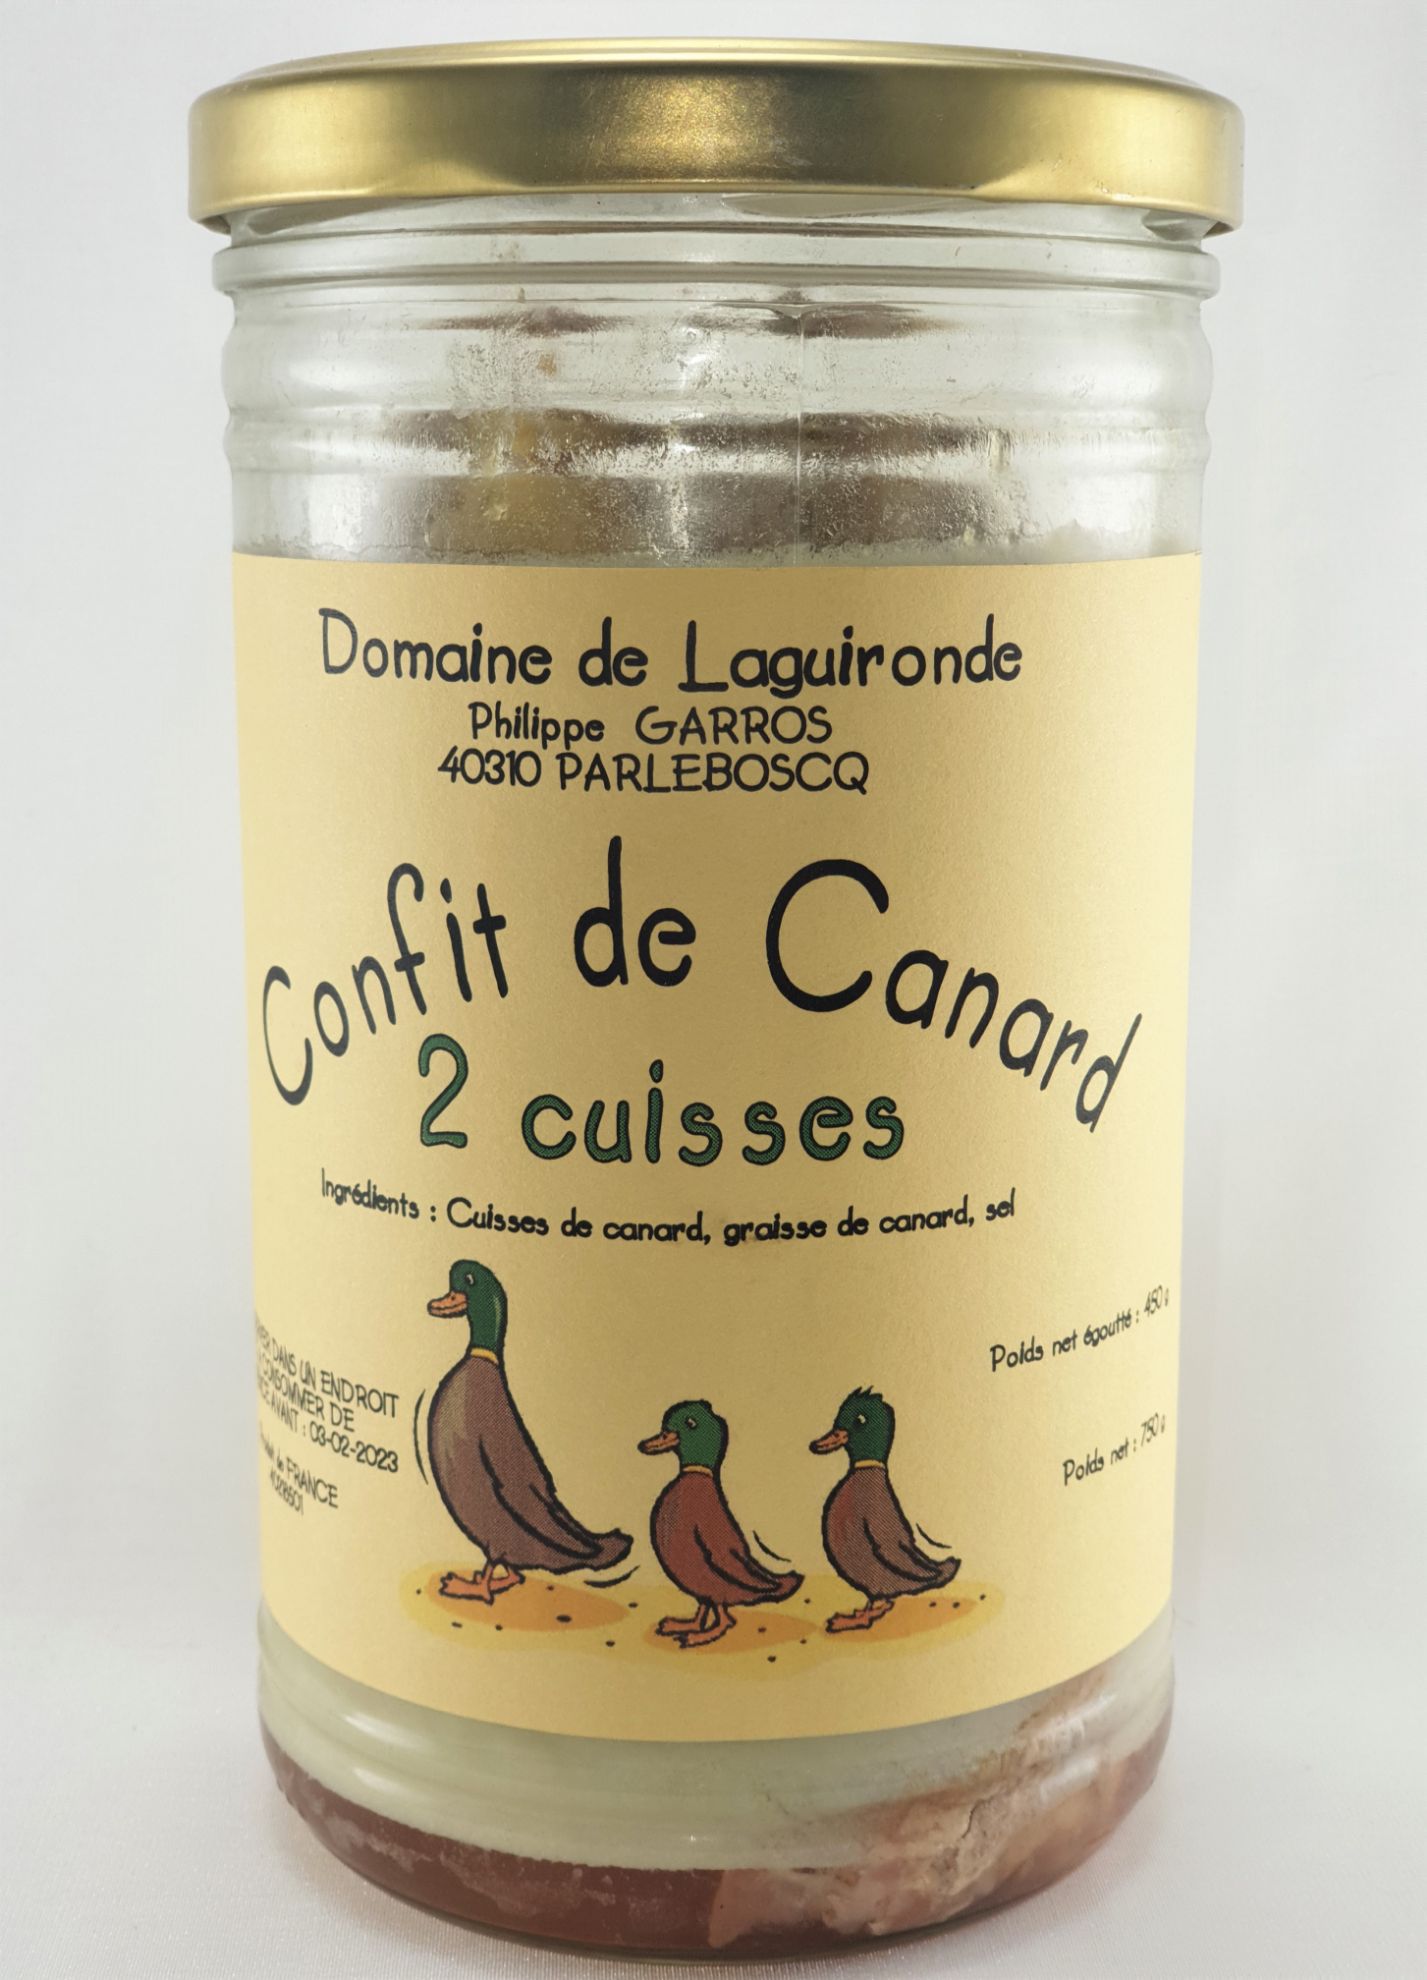 Domaine de Laguironde
Philippe GARROS
40310 PARLEBOSCQ
Confit de Canard
2 cuisses
Ingrédients : Cuisses de canard, graisse de canard, sel
DANS UN ENDROIT
CONSOMMER DE
AVANT : 03-02-2023
de FRANCE
Poids net égoutté : 450 g
Poids net : 750 g